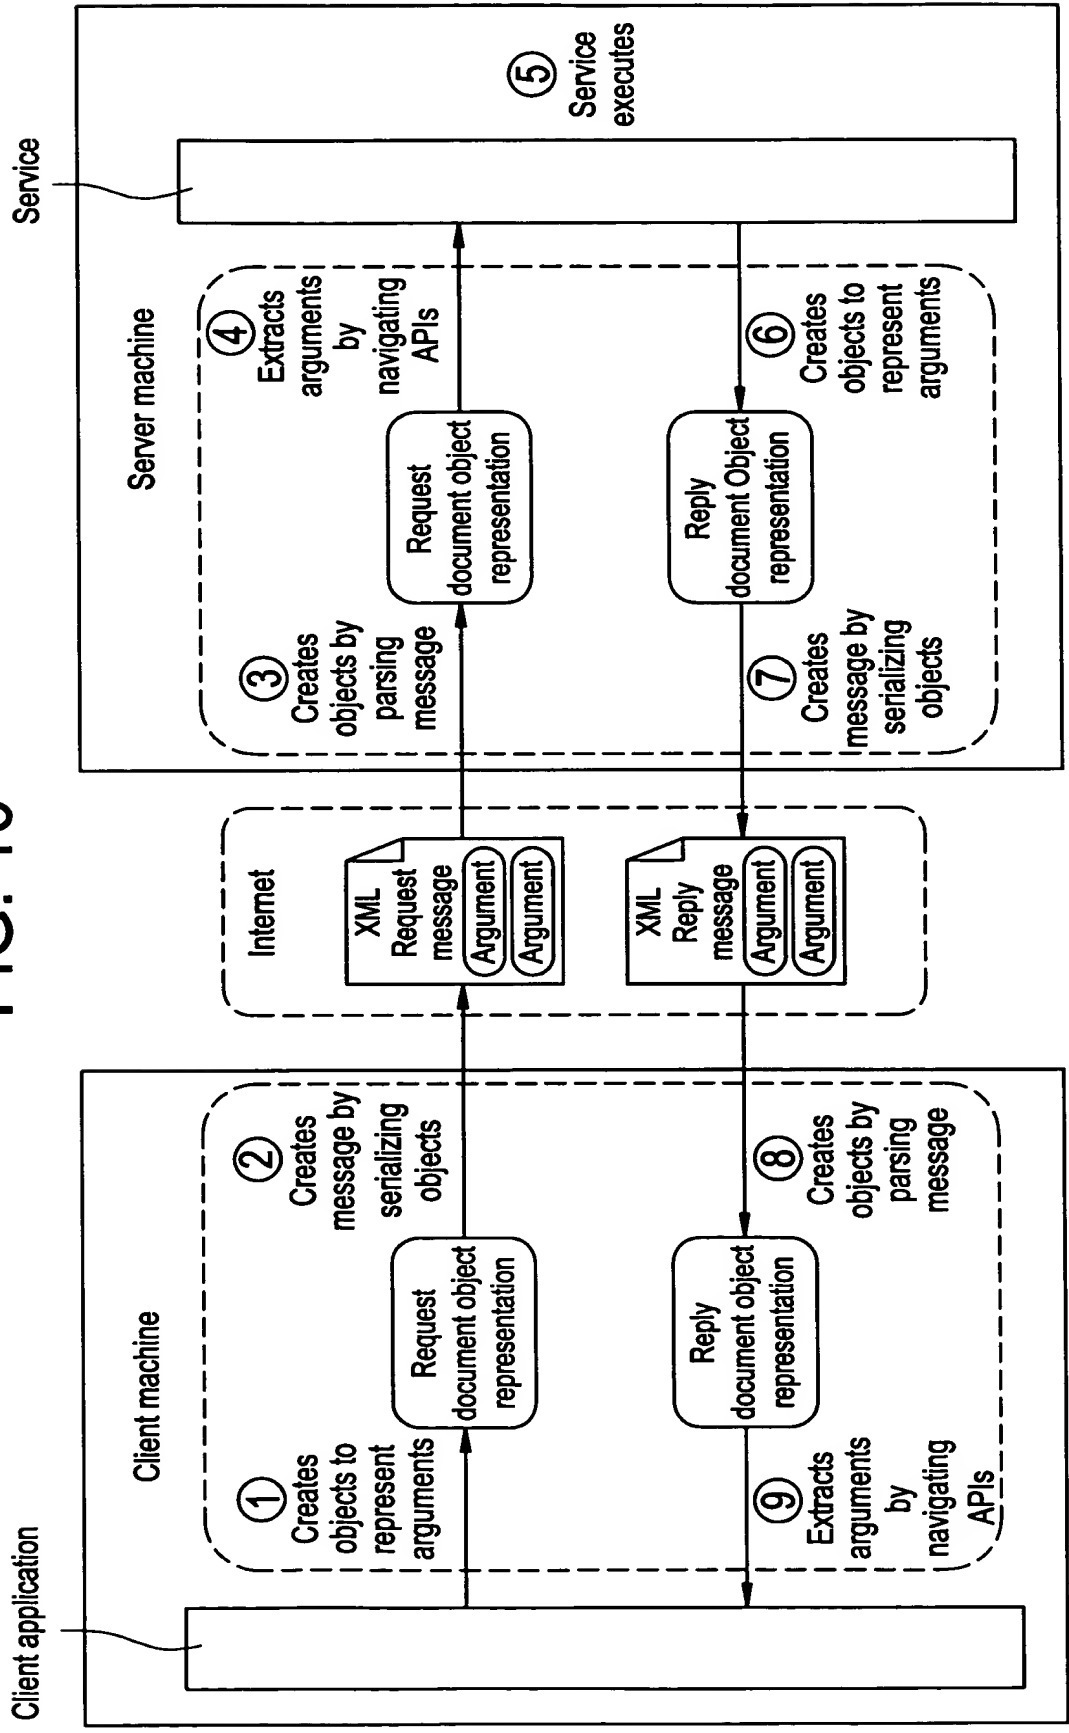 FIG.
Client application
Client machine
①
Creates
objects to
represent
arguments
Request
document object
representation
②
Creates
message by
serializing
objects
Internet
XML
Request
message
Argument
Argument
Server machine
Service
③
Creates
objects by
parsing
message
Request
document object
representation
④
Extracts
arguments
by
navigating
APIs
⑤
Service
executes
⑥
Creates
objects to
represent
arguments
Reply
document Object
representation
⑦
Creates
message by
serializing
objects
XML
Reply
message
Argument
Argument
⑧
Creates
objects by
parsing
message
Reply
document object
representation
⑨
Extracts
arguments
by
navigating
APIs